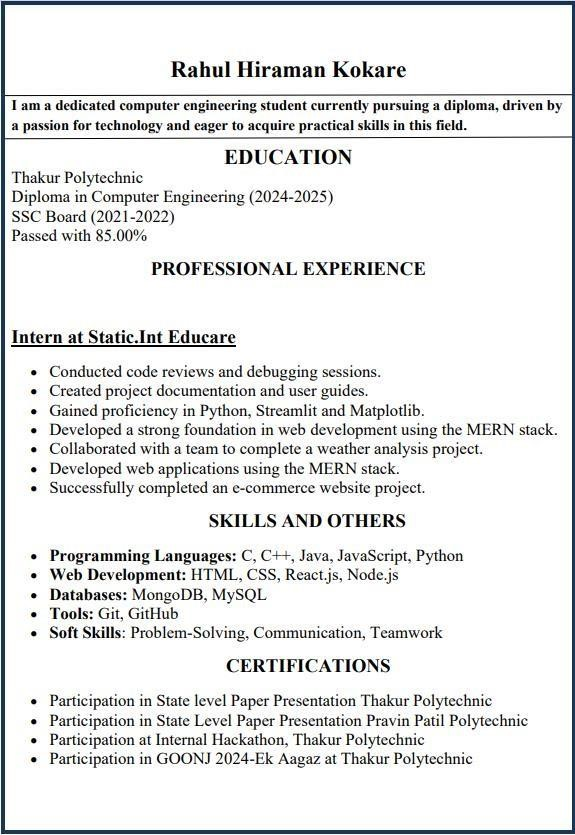 Rahul Hiraman Kokare
I am a dedicated computer engineering student currently pursuing a diploma, driven by
a passion for technology and eager to acquire practical skills in this field.
EDUCATION
Thakur Polytechnic
Diploma in Computer Engineering (2024-2025)
SSC Board (2021-2022)
Passed with 85.00%
PROFESSIONAL EXPERIENCE
Intern at Static.Int Educare
• Conducted code reviews and debugging sessions.
• Created project documentation and user guides.
• Gained proficiency in Python, Streamlit and Matplotlib.
• Developed a strong foundation in web development using the MERN stack.
• Collaborated with a team to complete a weather analysis project.
• Developed web applications using the MERN stack.
• Successfully completed an e-commerce website project.
SKILLS AND OTHERS
• Programming Languages: C, C++, Java, JavaScript, Python
• Web Development: HTML, CSS, React.js, Node.js
• Databases: MongoDB, MySQL
• Tools: Git, GitHub
• Soft Skills: Problem-Solving, Communication, Teamwork
CERTIFICATIONS
• Participation in State level Paper Presentation Thakur Polytechnic
• Participation in State Level Paper Presentation Pravin Patil Polytechnic
• Participation at Internal Hackathon, Thakur Polytechnic
• Participation in GOONJ 2024-Ek Aagaz at Thakur Polytechnic